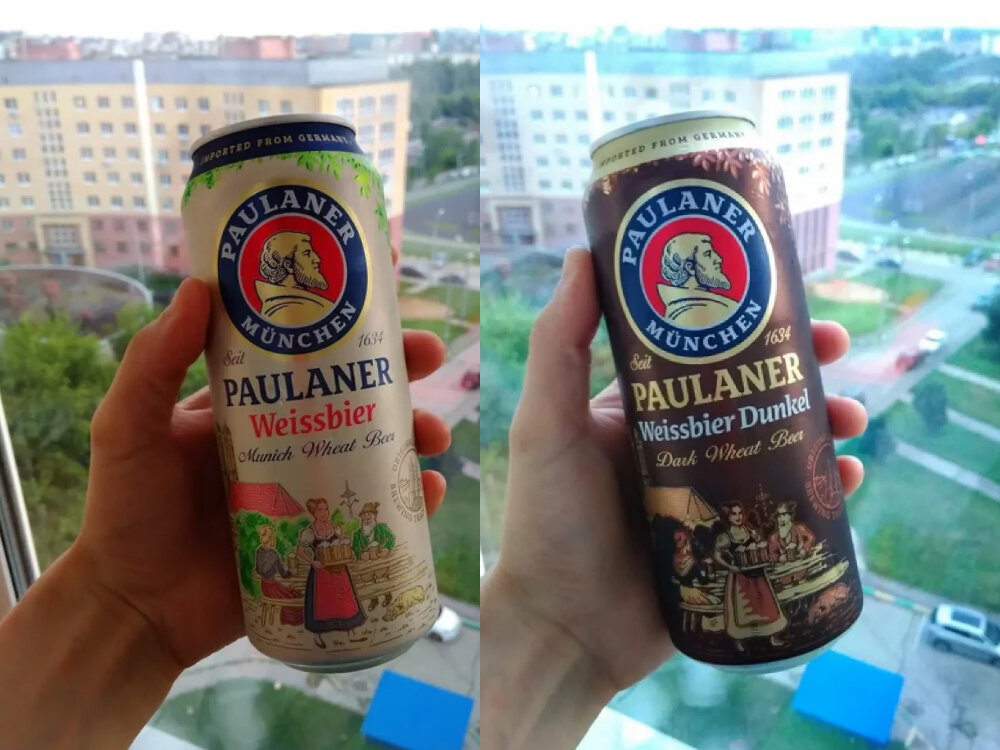 IMPORTED FROM GERMANY
PAULANER
MÜNCHEN
Seit 1634
PAULANER
Weissbier
Munich Wheat Beer
IMPORTED FROM GERMANY
PAULANER
MÜNCHEN
Seit 1634
PAULANER
Weissbier Dunkel
Dark Wheat Beer